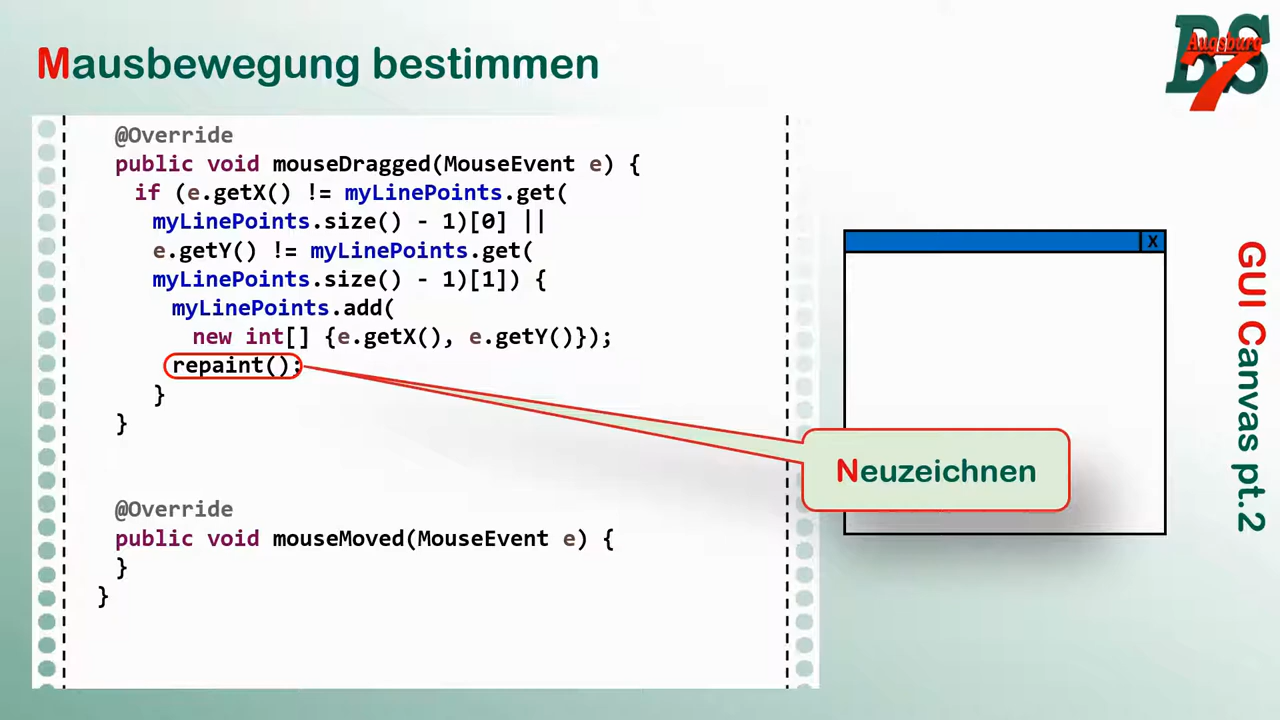 Mausbewegung bestimmen
BS
Augsburg
7
@Override
public void mouseDragged(MouseEvent e) {
if (e.getX() != myLinePoints.get(
myLinePoints.size() - 1)[0] ||
e.getY() != myLinePoints.get(
myLinePoints.size() - 1)[1]) {
myLinePoints.add(
new int[] {e.getX(), e.getY()});
repaint();
}
}
@Override
public void mouseMoved(MouseEvent e) {
}
}
X
Neuzeichnen
GUI Canvas pt.2